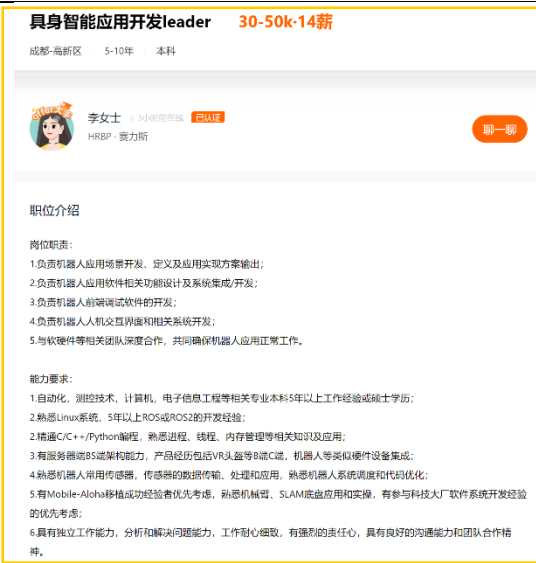 具身智能应用开发leader 30-50k·14薪
成都-高新区 5-10年 本科
李女士 3小时前在线 已认证
HRBP · 赛力斯
聊一聊
职位介绍
岗位职责：
1.负责机器人应用场景开发、定义及应用实现方案输出；
2.负责机器人应用软件相关功能设计及系统集成/开发；
3.负责机器人前端调试软件的开发；
4.负责机器人人机交互界面和相关系统开发；
5.与软硬件等相关团队深度合作，共同确保机器人应用正常工作。
能力要求：
1.自动化，测控技术，计算机，电子信息工程等相关专业本科5年以上工作经验或硕士学历；
2.熟悉Linux系统，5年以上ROS或ROS2的开发经验；
2.精通C/C++/Python编程，熟悉进程、线程、内存管理等相关知识及应用；
3.有服务器端BS端架构能力，产品经历包括VR头盔等B端C端，机器人等类似硬件设备集成；
4.熟悉机器人常用传感器，传感器的数据传输、处理和应用，熟悉机器人系统调度和代码优化；
5.有Mobile-Aloha移植成功经验者优先考虑，熟悉机械臂、SLAM底盘应用和实操，有参与科技大厂软件系统开发经验
的优先考虑；
6.具有独立工作能力，分析和解决问题能力，工作耐心细致，有强烈的责任心，具有良好的沟通能力和团队合作精
神。